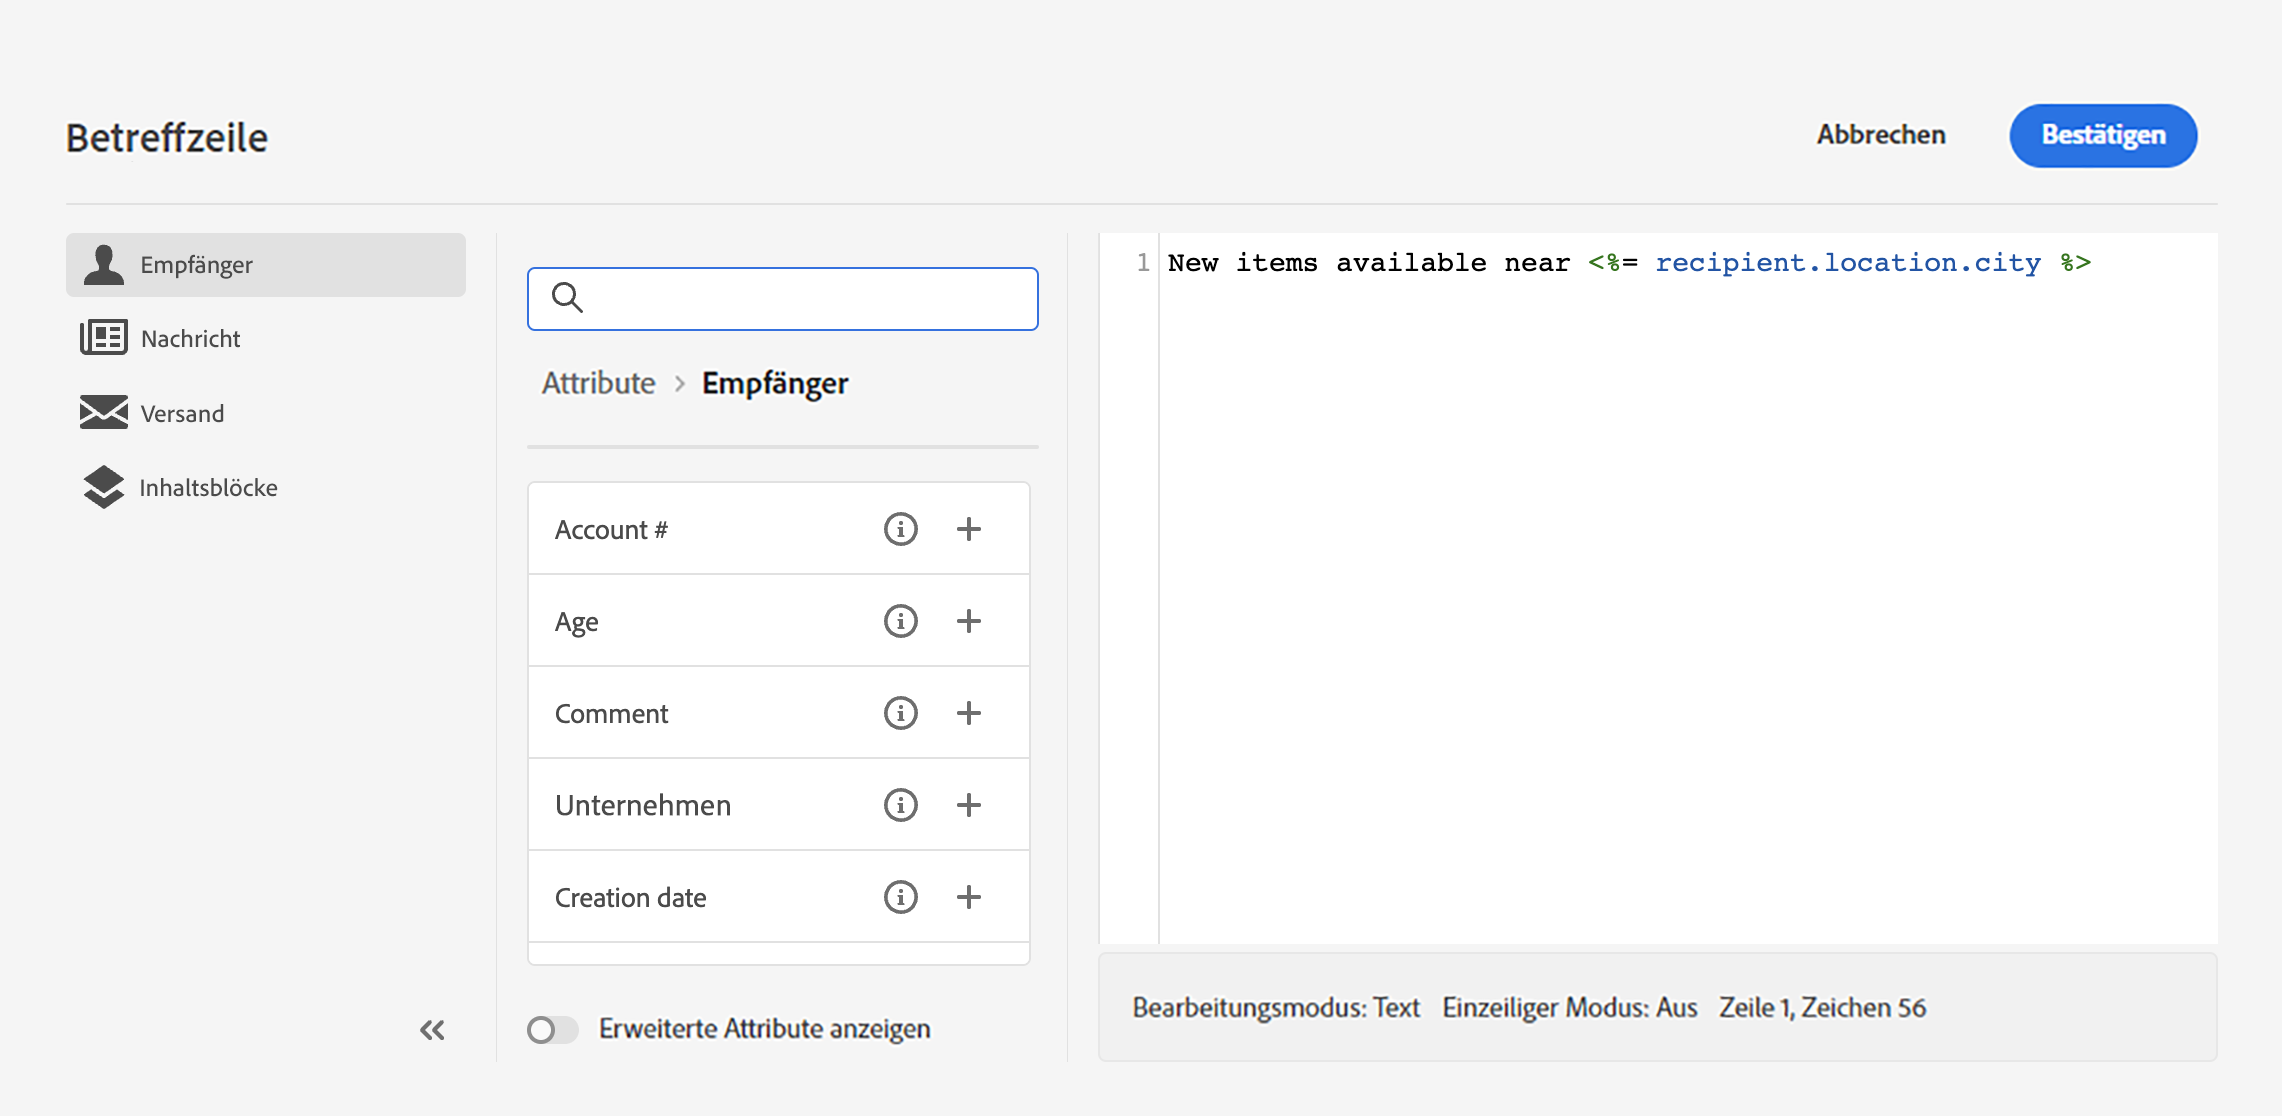 Betreffzeile
Abbrechen
Bestätigen
Empfänger
Nachricht
Versand
Inhaltsblöcke
Attribute > Empfänger
Account #
Age
Comment
Unternehmen
Creation date
Erweiterte Attribute anzeigen
1 New items available near <%= recipient.location.city %>
Bearbeitungsmodus: Text Einzeiliger Modus: Aus Zeile 1, Zeichen 56